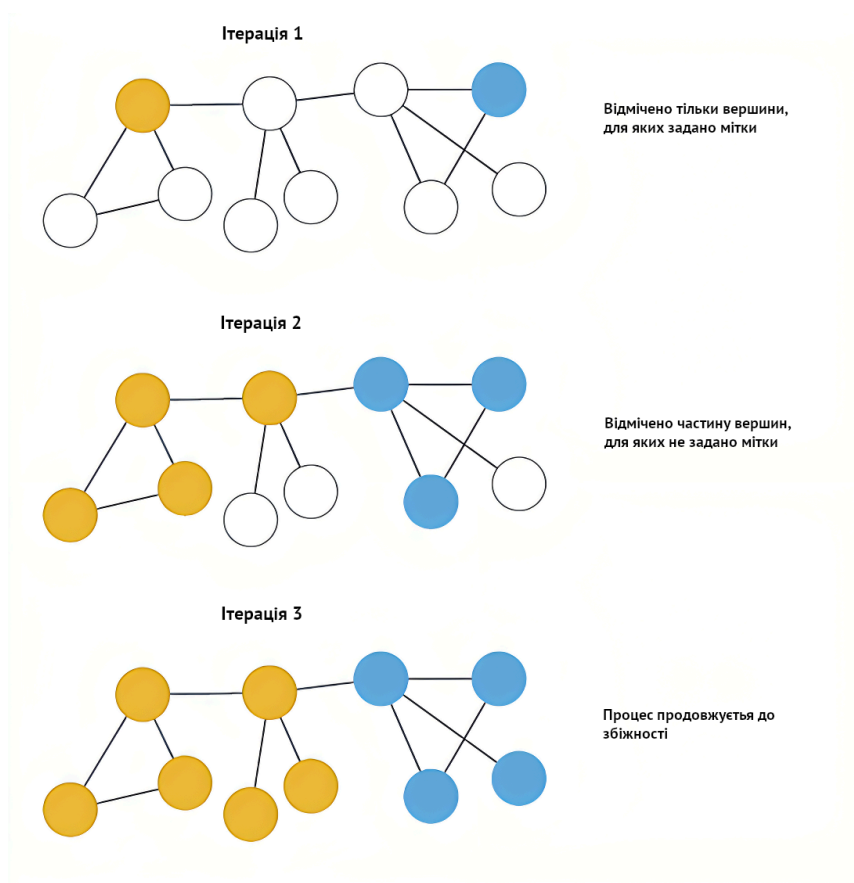 Ітерація 1
Відмічено тільки вершини,
для яких задано мітки
Ітерація 2
Відмічено частину вершин,
для яких не задано мітки
Ітерація 3
Процес продовжуєтья до
збіжності